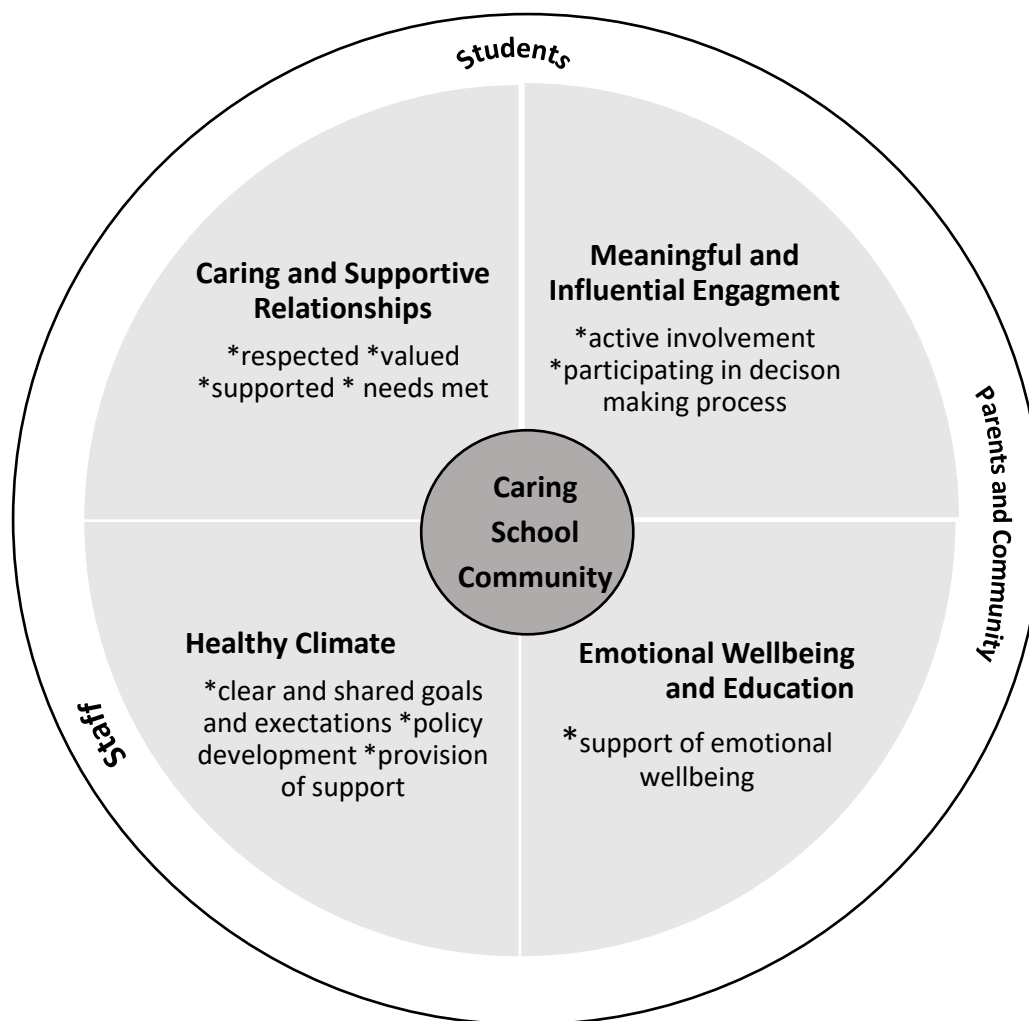 Students
Caring and Supportive
Relationships
*respected *valued
*supported * needs met
Meaningful and
Influential Engagment
*active involvement
*participating in decison
making process
Parents and Community
Caring
School
Community
Healthy Climate
*clear and shared goals
and exectations *policy
development *provision
of support
Emotional Wellbeing
and Education
*support of emotional
wellbeing
Staff